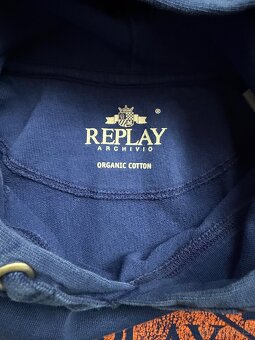 ®
REPLAY
ARCHIVIO
ORGANIC COTTON